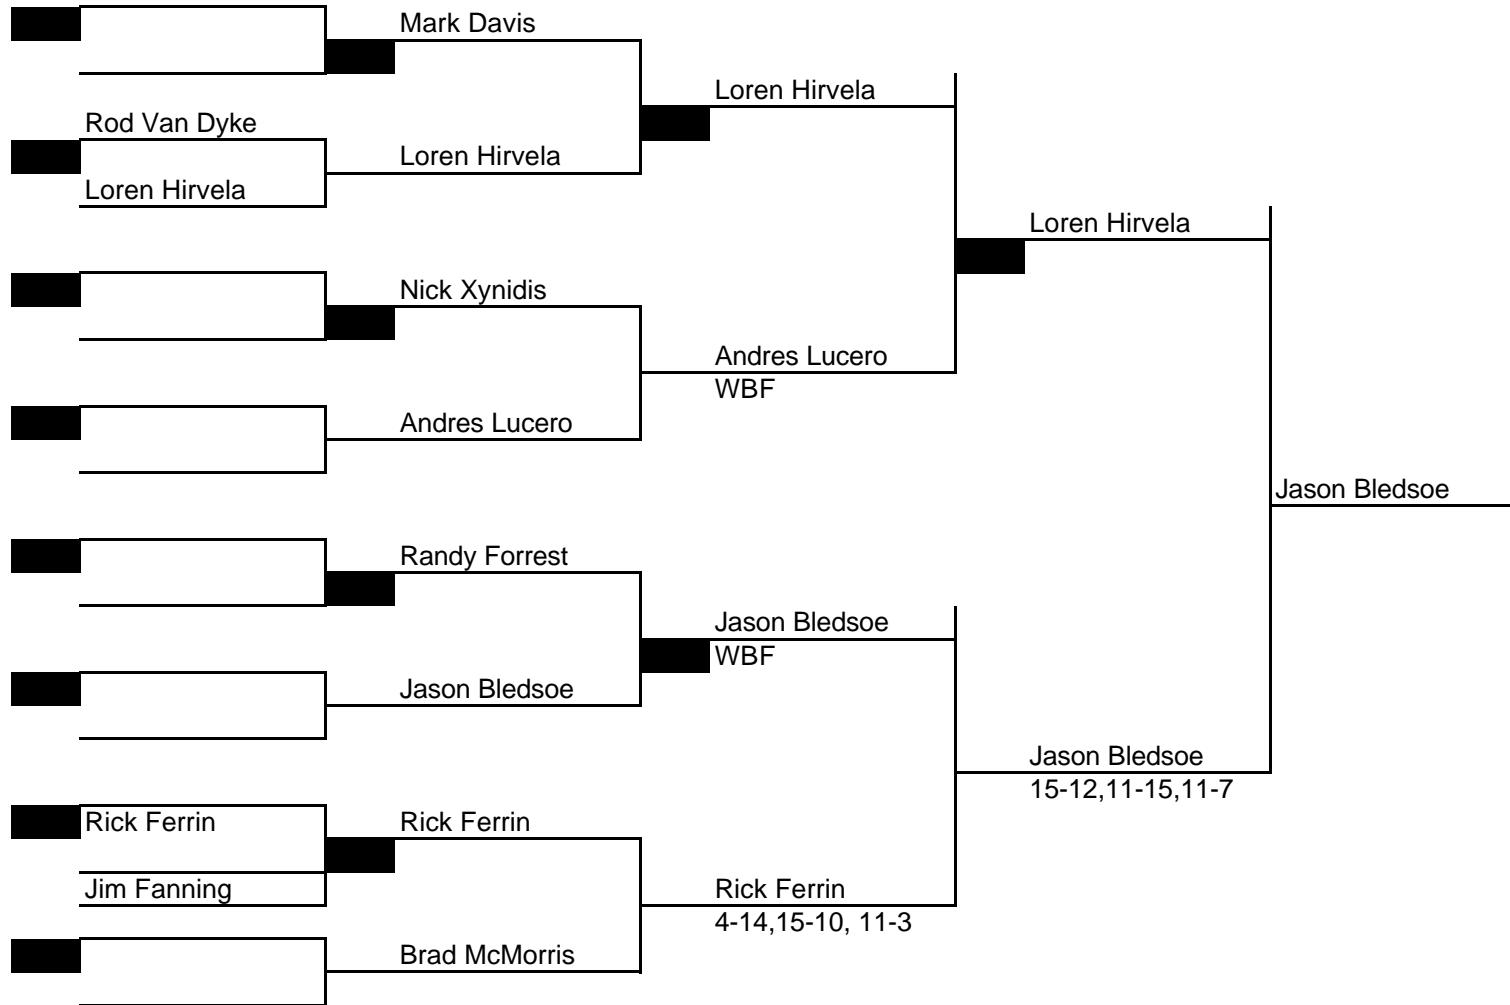 Mark Davis
Loren Hirvela
Rod Van Dyke
Loren Hirvela
Loren Hirvela
Loren Hirvela
Nick Xynidis
Andres Lucero
WBF
Andres Lucero
Jason Bledsoe
Randy Forrest
Jason Bledsoe
WBF
Jason Bledsoe
Jason Bledsoe
15-12,11-15,11-7
Rick Ferrin
Rick Ferrin
Jim Fanning
Rick Ferrin
4-14,15-10, 11-3
Brad McMorris